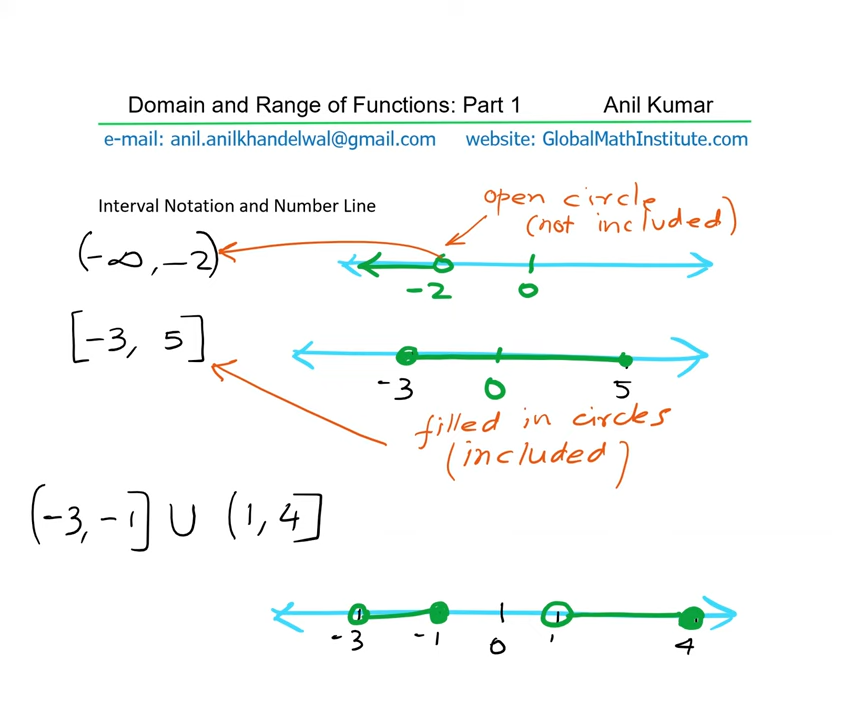 Domain and Range of Functions: Part 1 Anil Kumar
e-mail: anil.anilkhandelwal@gmail.com website: GlobalMathInstitute.com
Interval Notation and Number Line
open circle
(not included)
(-∞, -2)
-2 0
[-3, 5]
-3 0 5
filled in circles
(included)
(-3, -1] ∪ (1, 4]
-3 -1 0 1 4